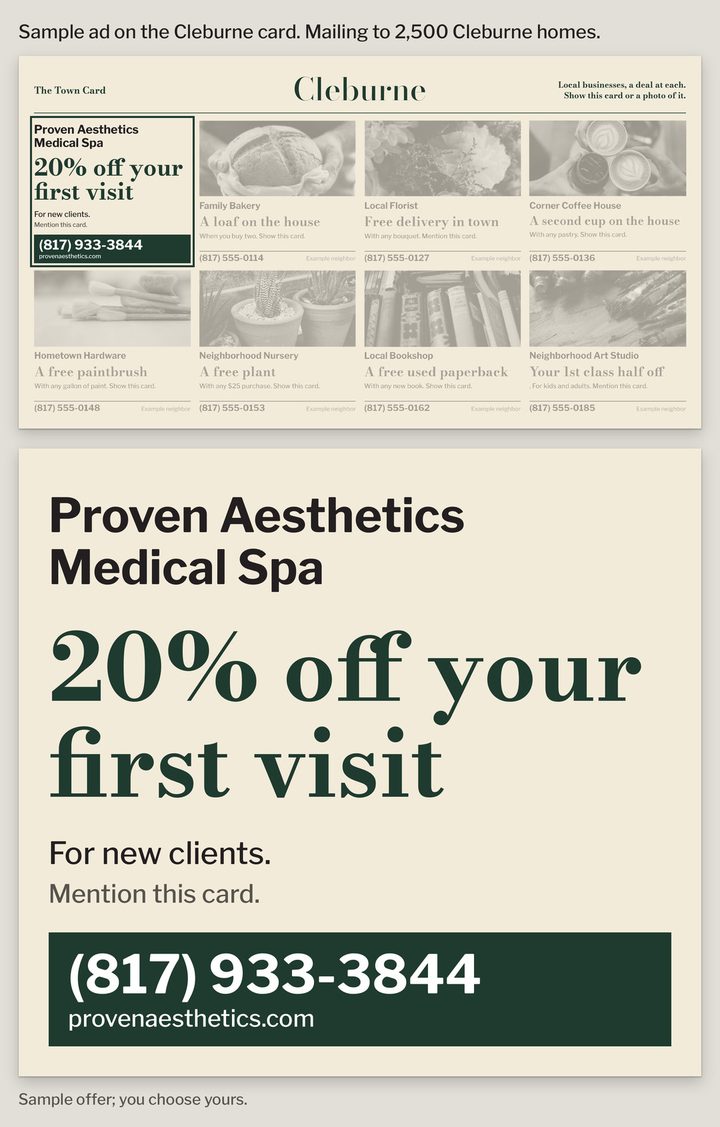 Sample ad on the Cleburne card. Mailing to 2,500 Cleburne homes.
The Town Card
Cleburne
Local businesses, a deal at each.
Show this card or a photo of it.
Proven Aesthetics
Medical Spa
20% off your
first visit
For new clients.
Mention this card.
(817) 933-3844
provenaesthetics.com
Family Bakery
A loaf on the house
When you buy two. Show this card.
(817) 555-0114
Example neighbor
Local Florist
Free delivery in town
With any bouquet. Mention this card.
(817) 555-0127
Example neighbor
Corner Coffee House
A second cup on the house
With any pastry. Show this card.
(817) 555-0136
Example neighbor
Hometown Hardware
A free paintbrush
With any gallon of paint. Show this card.
(817) 555-0148
Example neighbor
Neighborhood Nursery
A free plant
With any $25 purchase. Show this card.
(817) 555-0153
Example neighbor
Local Bookshop
A free used paperback
With any new book. Show this card.
(817) 555-0162
Example neighbor
Neighborhood Art Studio
Your 1st class half off
For kids and adults. Mention this card.
(817) 555-0185
Example neighbor
Proven Aesthetics
Medical Spa
20% off your
first visit
For new clients.
Mention this card.
(817) 933-3844
provenaesthetics.com
Sample offer; you choose yours.